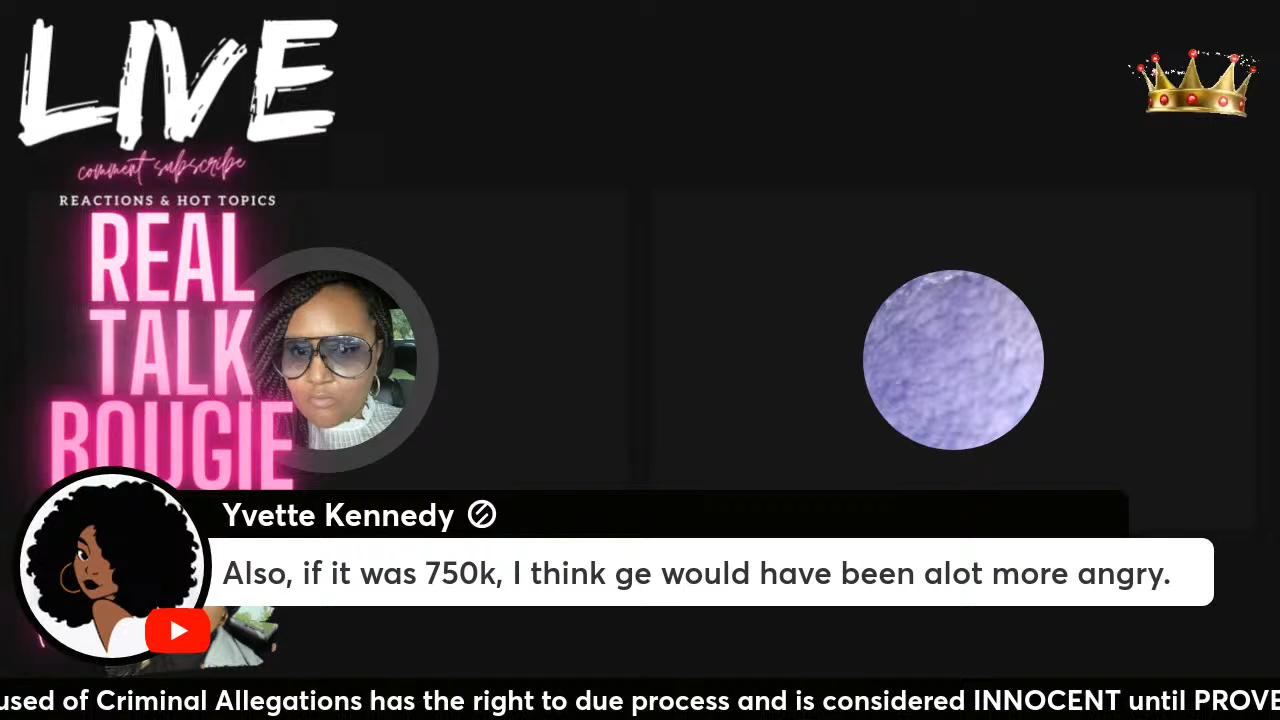 LIVE
comment subscribe
REACTIONS & HOT TOPICS
REAL
TALK
BOUGIE
Yvette Kennedy
Also, if it was 750k, I think ge would have been alot more angry.
used of Criminal Allegations has the right to due process and is considered INNOCENT until PROVE